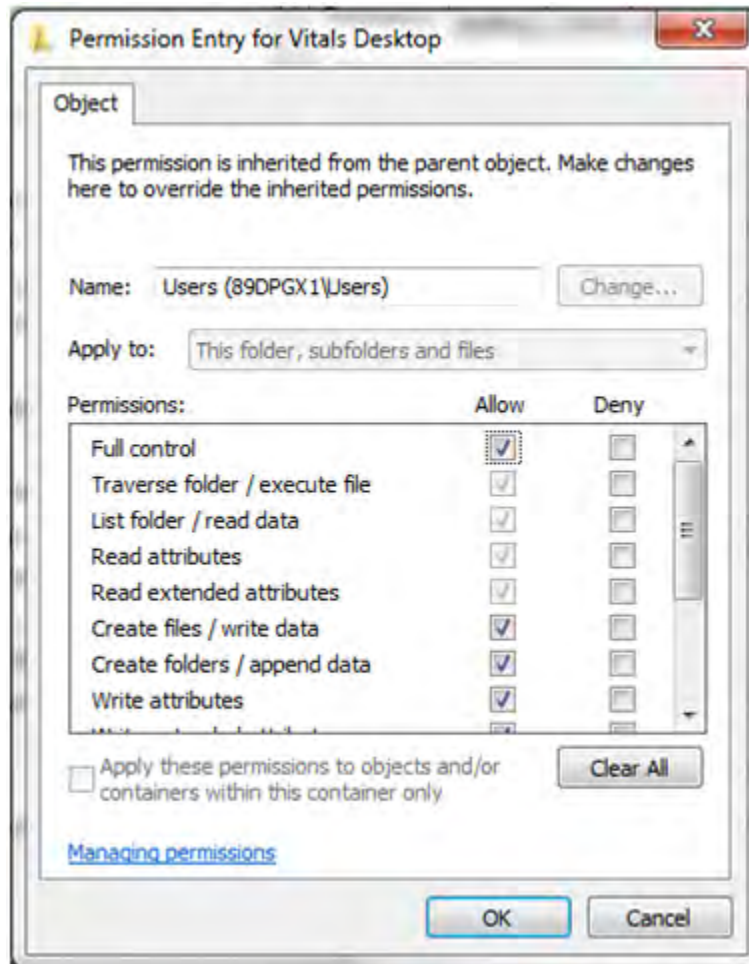 Permission Entry for Vitals Desktop
Object
This permission is inherited from the parent object. Make changes
here to override the inherited permissions.
Name: Users (89DPGX1\Users) Change...
Apply to: This folder, subfolders and files
Permissions: Allow Deny
Full control
Traverse folder / execute file
List folder / read data
Read attributes
Read extended attributes
Create files / write data
Create folders / append data
Write attributes
Apply these permissions to objects and/or
containers within this container only
Clear All
Managing permissions
OK Cancel